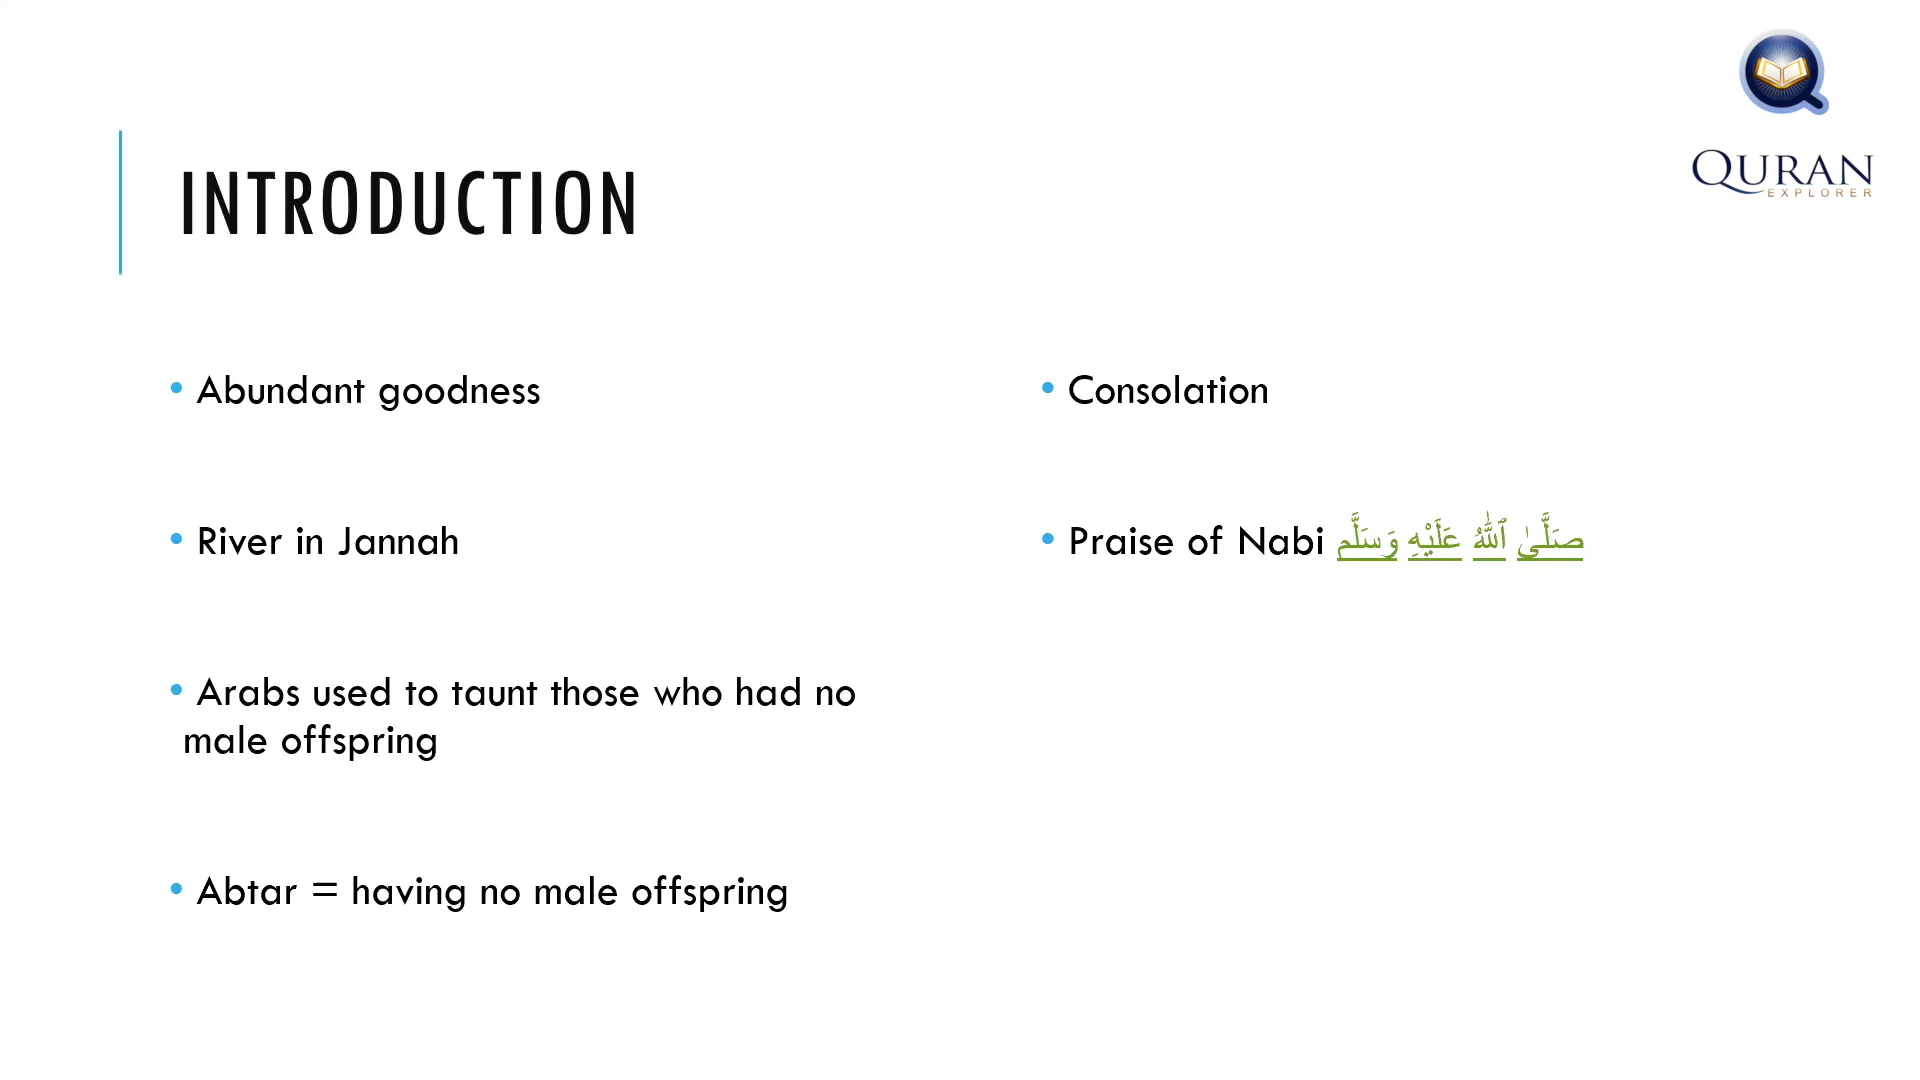 QURAN
EXPLORER
INTRODUCTION
• Abundant goodness
• River in Jannah
• Arabs used to taunt those who had no
male offspring
• Abtar = having no male offspring
• Consolation
• Praise of Nabi صَلَّىٰ ٱللَّٰهُ عَلَيْهِ وَسَلَّم